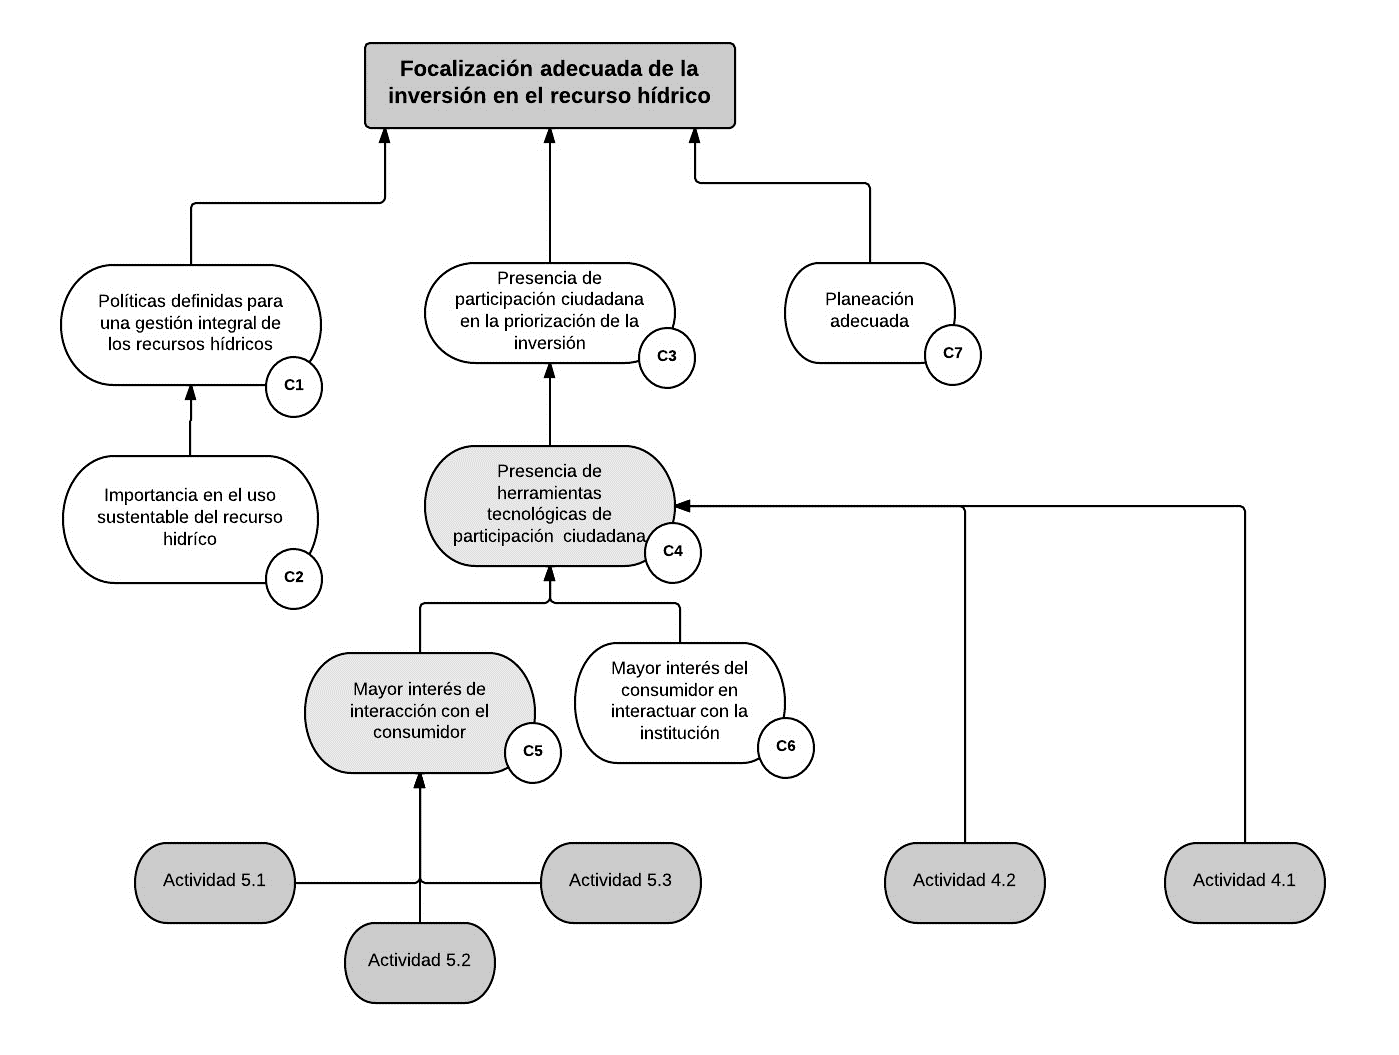 Focalización adecuada de la
inversión en el recurso hídrico
Políticas definidas para
una gestión integral de
los recursos hídricos
C1
Presencia de
participación ciudadana
en la priorización de la
inversión
C3
Planeación
adecuada
C7
Importancia en el uso
sustentable del recurso
hidríco
C2
Presencia de
herramientas
tecnológicas de
participación ciudadana
C4
Mayor interés de
interacción con el
consumidor
C5
Mayor interés del
consumidor en
interactuar con la
institución
C6
Actividad 5.1
Actividad 5.3
Actividad 4.2
Actividad 4.1
Actividad 5.2